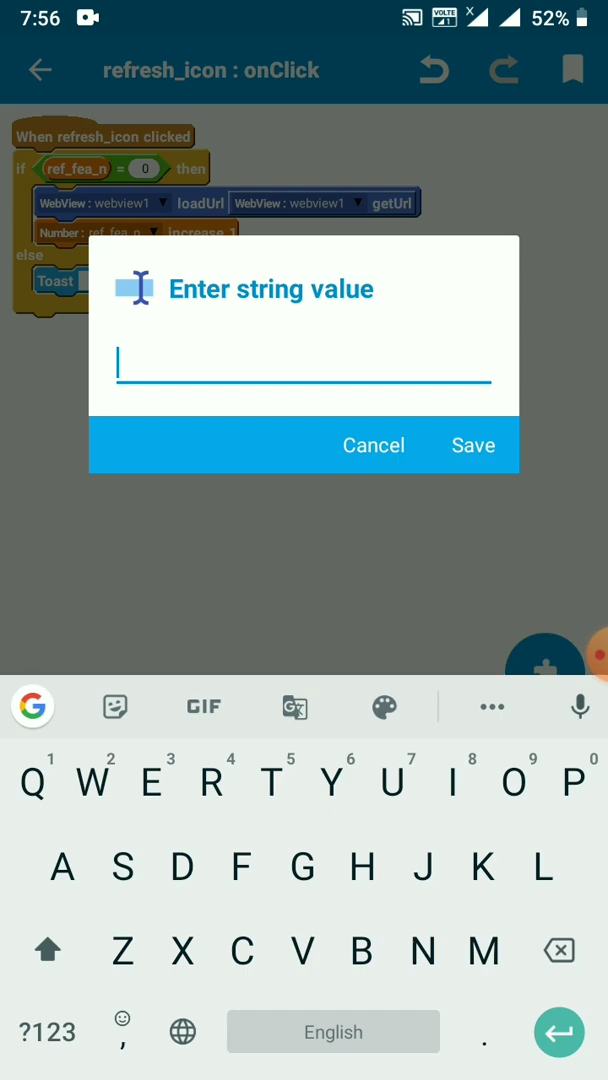 7:56 VOLTE 1 X 52%
refresh_icon : onClick
When refresh_icon clicked
if ref_fea_n = 0 then
WebView : webview1 loadUrl WebView : webview1 getUrl
Number : ref_fea_n increase 1
else
Toast
Enter string value
Cancel Save
G GIF G
1 2 3 4 5 6 7 8 9 0
Q W E R T Y U I O P
A S D F G H J K L
Z X C V B N M
?123 , English .